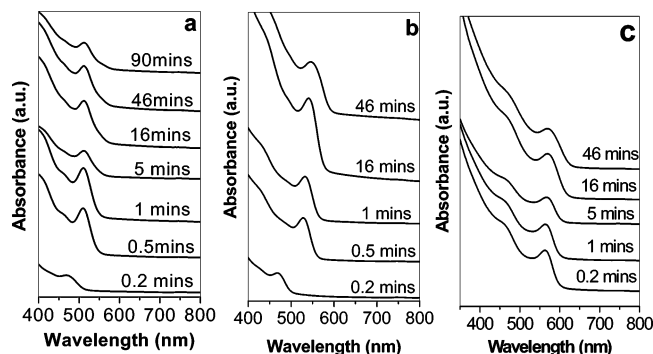 a
90mins
46mins
16mins
5 mins
1 mins
0.5mins
0.2 mins
Absorbance (a.u.)
400 500 600 700 800
Wavelength (nm)
b
46 mins
16 mins
1 mins
0.5 mins
0.2 mins
Absorbance (a.u.)
400 500 600 700 800
Wavelength (nm)
c
46 mins
16 mins
5 mins
1 mins
0.2 mins
Absorbance (a.u.)
400 500 600 700 800
Wavelength (nm)